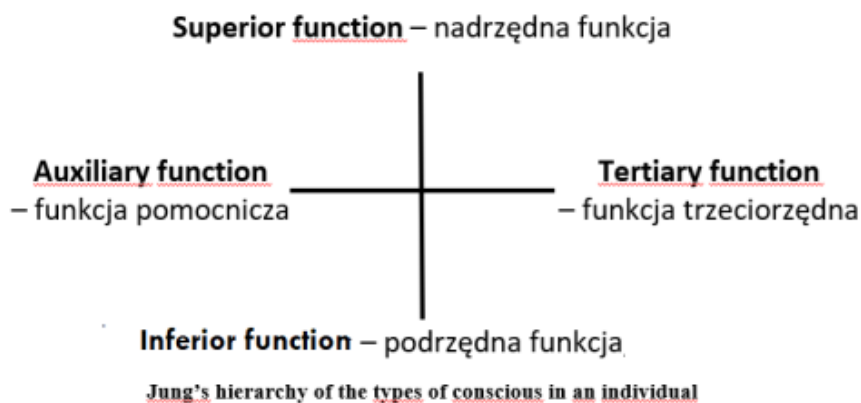 Superior function – nadrzędna funkcja
Auxiliary function
– funkcja pomocnicza
Tertiary function
– funkcja trzeciorzędna
Inferior function – podrzędna funkcja
Jung's hierarchy of the types of conscious in an individual